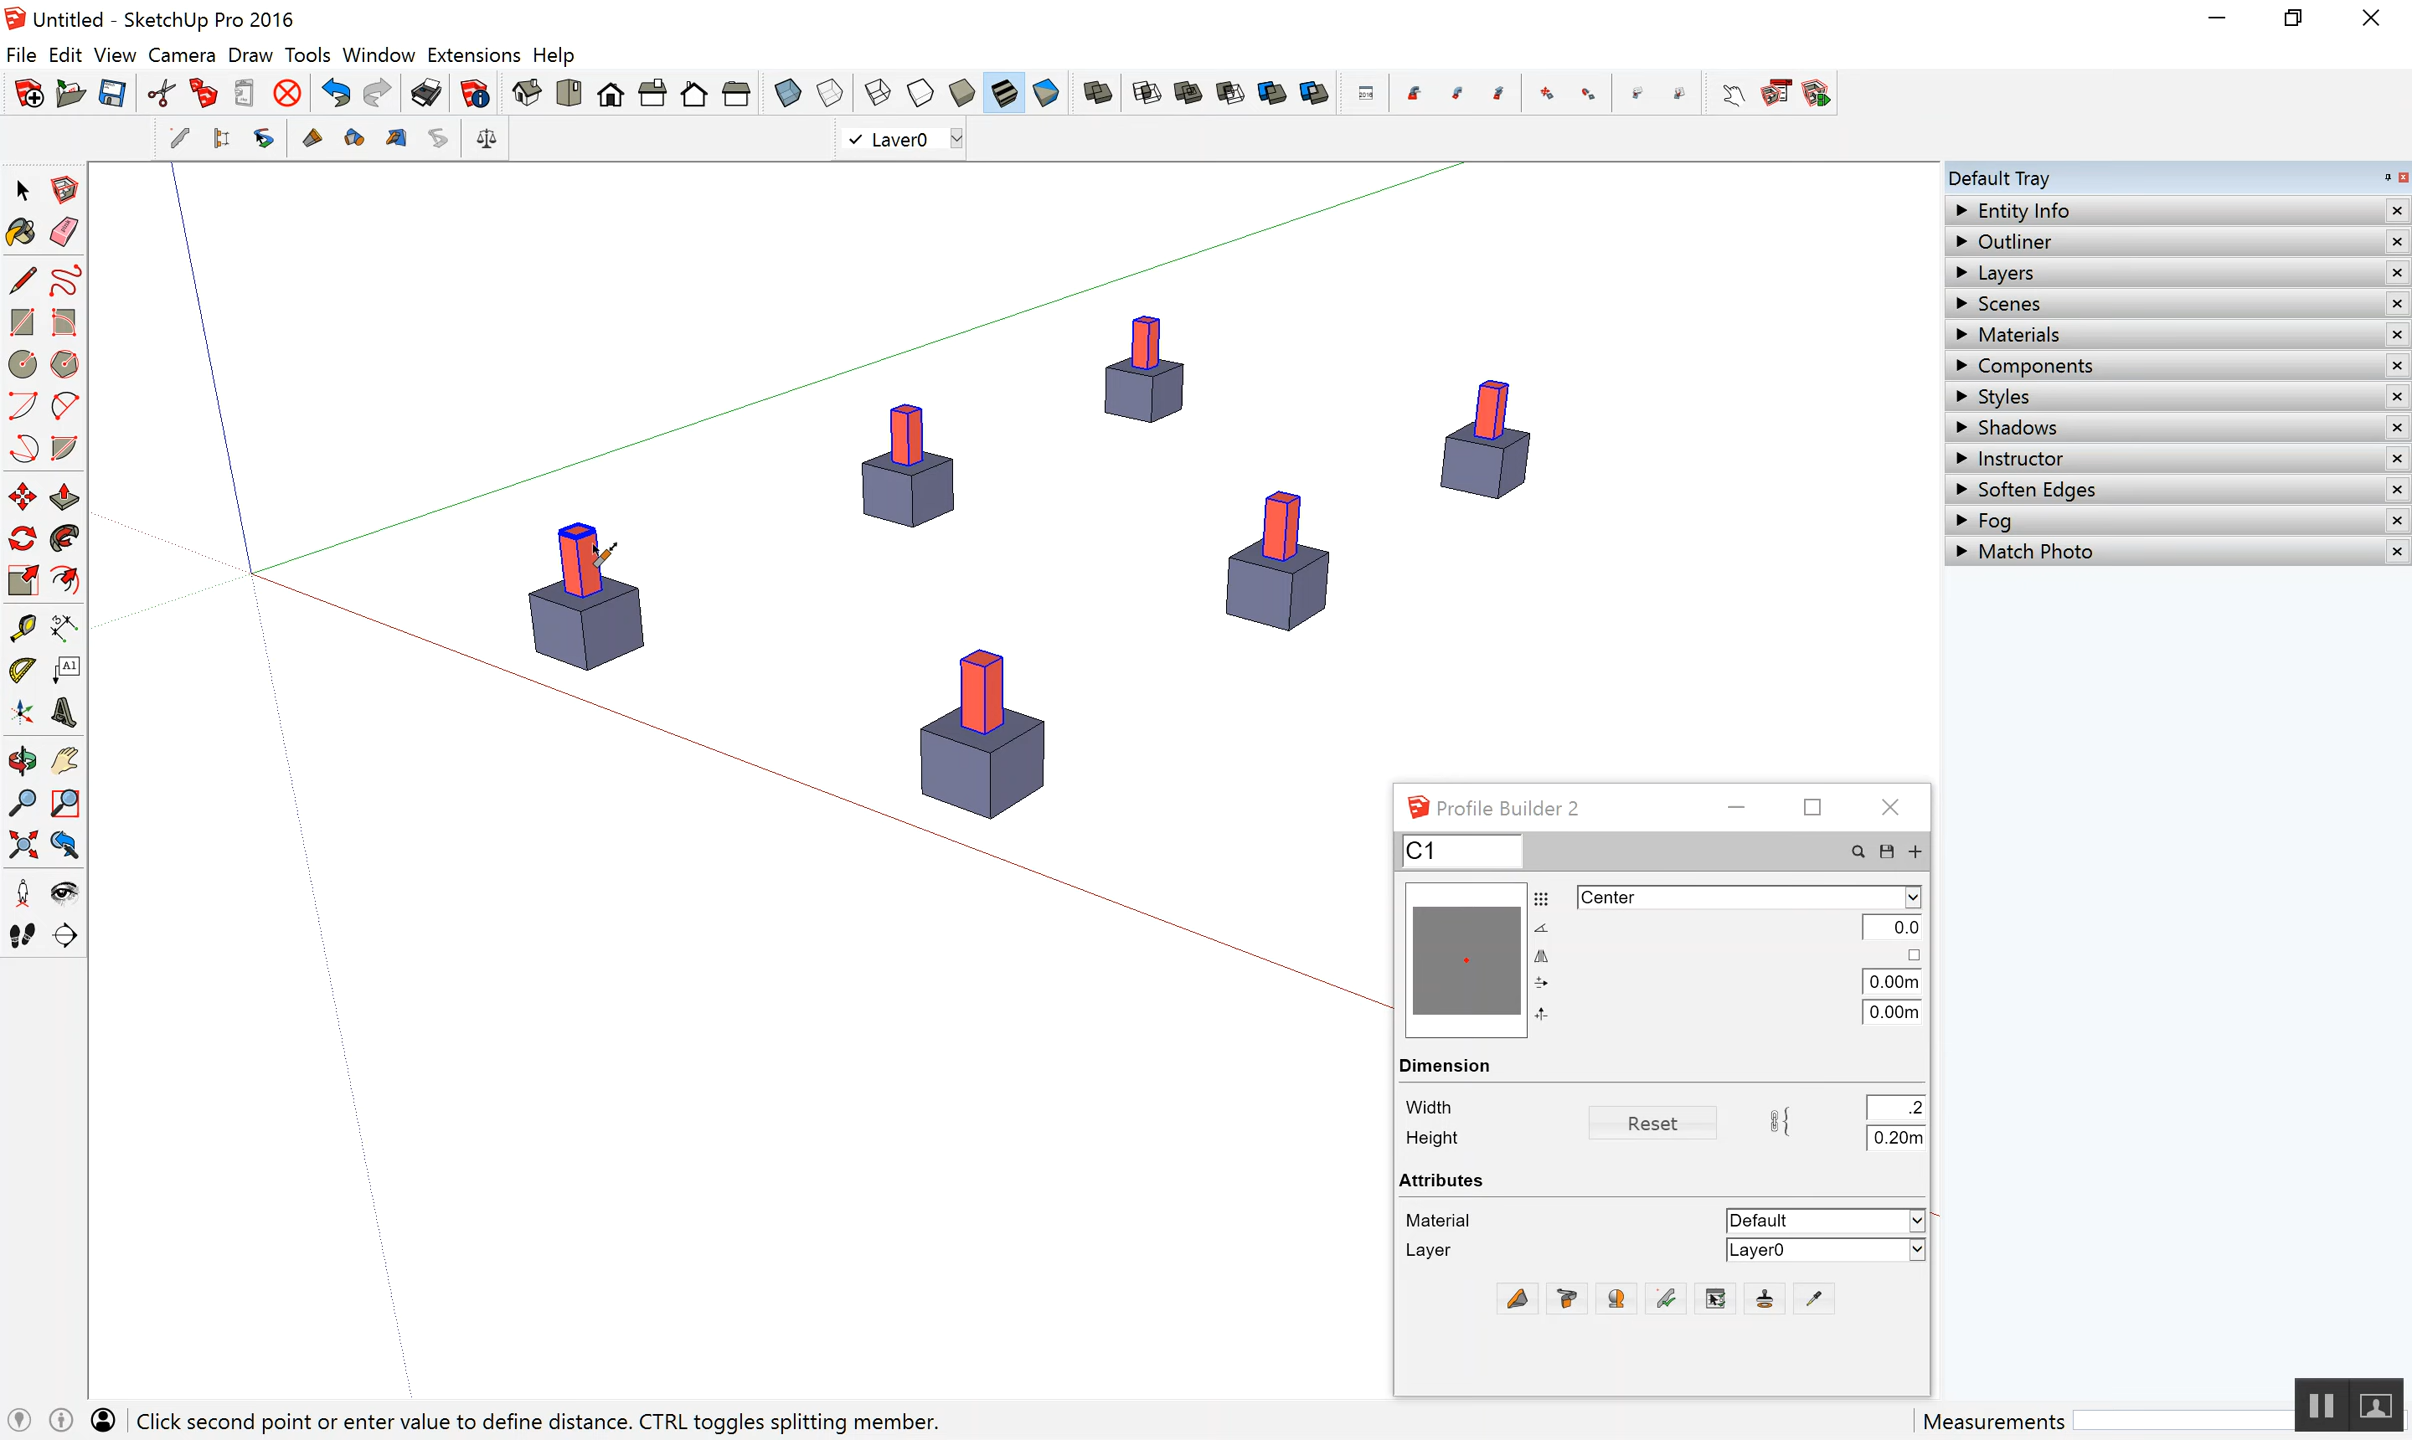 Untitled - SketchUp Pro 2016
File Edit View Camera Draw Tools Window Extensions Help
2016
Layer0
Default Tray
Entity Info
Outliner
Layers
Scenes
Materials
Components
Styles
Shadows
Instructor
Soften Edges
Fog
Match Photo
A1
Profile Builder 2
C1
Center
0.0
0.00m
0.00m
Dimension
Width .2
Reset
Height 0.20m
Attributes
Material Default
Layer Layer0
Click second point or enter value to define distance. CTRL toggles splitting member.
Measurements